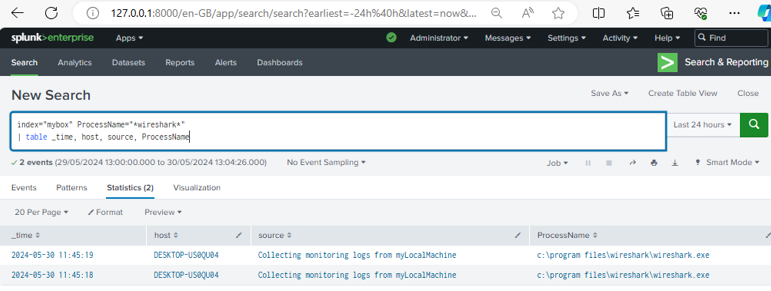 127.0.0.1:8000/en-GB/app/search/search?earliest=-24h%40h&latest=now&...
splunk>enterprise Apps Administrator Messages Settings Activity Help Find
Search Analytics Datasets Reports Alerts Dashboards Search & Reporting
New Search Save As Create Table View Close
index="mybox" ProcessName="*wireshark*"
| table _time, host, source, ProcessName
Last 24 hours
2 events (29/05/2024 13:00:00.000 to 30/05/2024 13:04:26.000) No Event Sampling Job Smart Mode
Events Patterns Statistics (2) Visualization
20 Per Page Format Preview
_time host source ProcessName
2024-05-30 11:45:19 DESKTOP-US0QU04 Collecting monitoring logs from myLocalMachine c:\program files\wireshark\wireshark.exe
2024-05-30 11:45:18 DESKTOP-US0QU04 Collecting monitoring logs from myLocalMachine c:\program files\wireshark\wireshark.exe